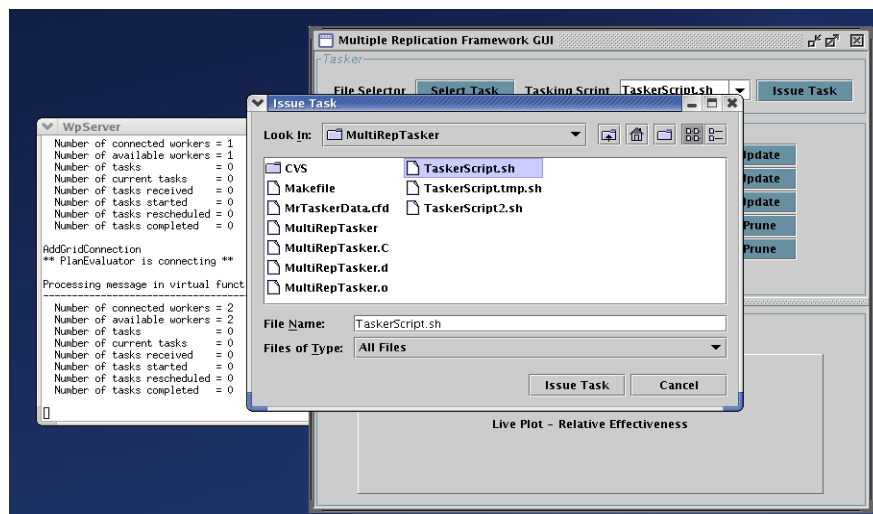 Multiple Replication Framework GUI
Tasker
File Selector Select Task Tasking Script TaskerScript.sh Issue Task
Issue Task
Look In: MultiRepTasker
CVS TaskerScript.sh
Makefile TaskerScript.tmp.sh
MrTaskerData.cfd TaskerScript2.sh
MultiRepTasker
MultiRepTasker.C
MultiRepTasker.d
MultiRepTasker.o
File Name: TaskerScript.sh
Files of Type: All Files
Issue Task Cancel
WpServer
Number of connected workers = 1
Number of available workers = 1
Number of tasks = 0
Number of current tasks = 0
Number of tasks received = 0
Number of tasks started = 0
Number of tasks rescheduled = 0
Number of tasks completed = 0
AddGridConnection
** PlanEvaluator is connecting **
Processing message in virtual funct
------------------------------------
Number of connected workers = 2
Number of available workers = 2
Number of tasks = 0
Number of current tasks = 0
Number of tasks received = 0
Number of tasks started = 0
Number of tasks rescheduled = 0
Number of tasks completed = 0
Update
Update
Update
Prune
Prune
Live Plot - Relative Effectiveness